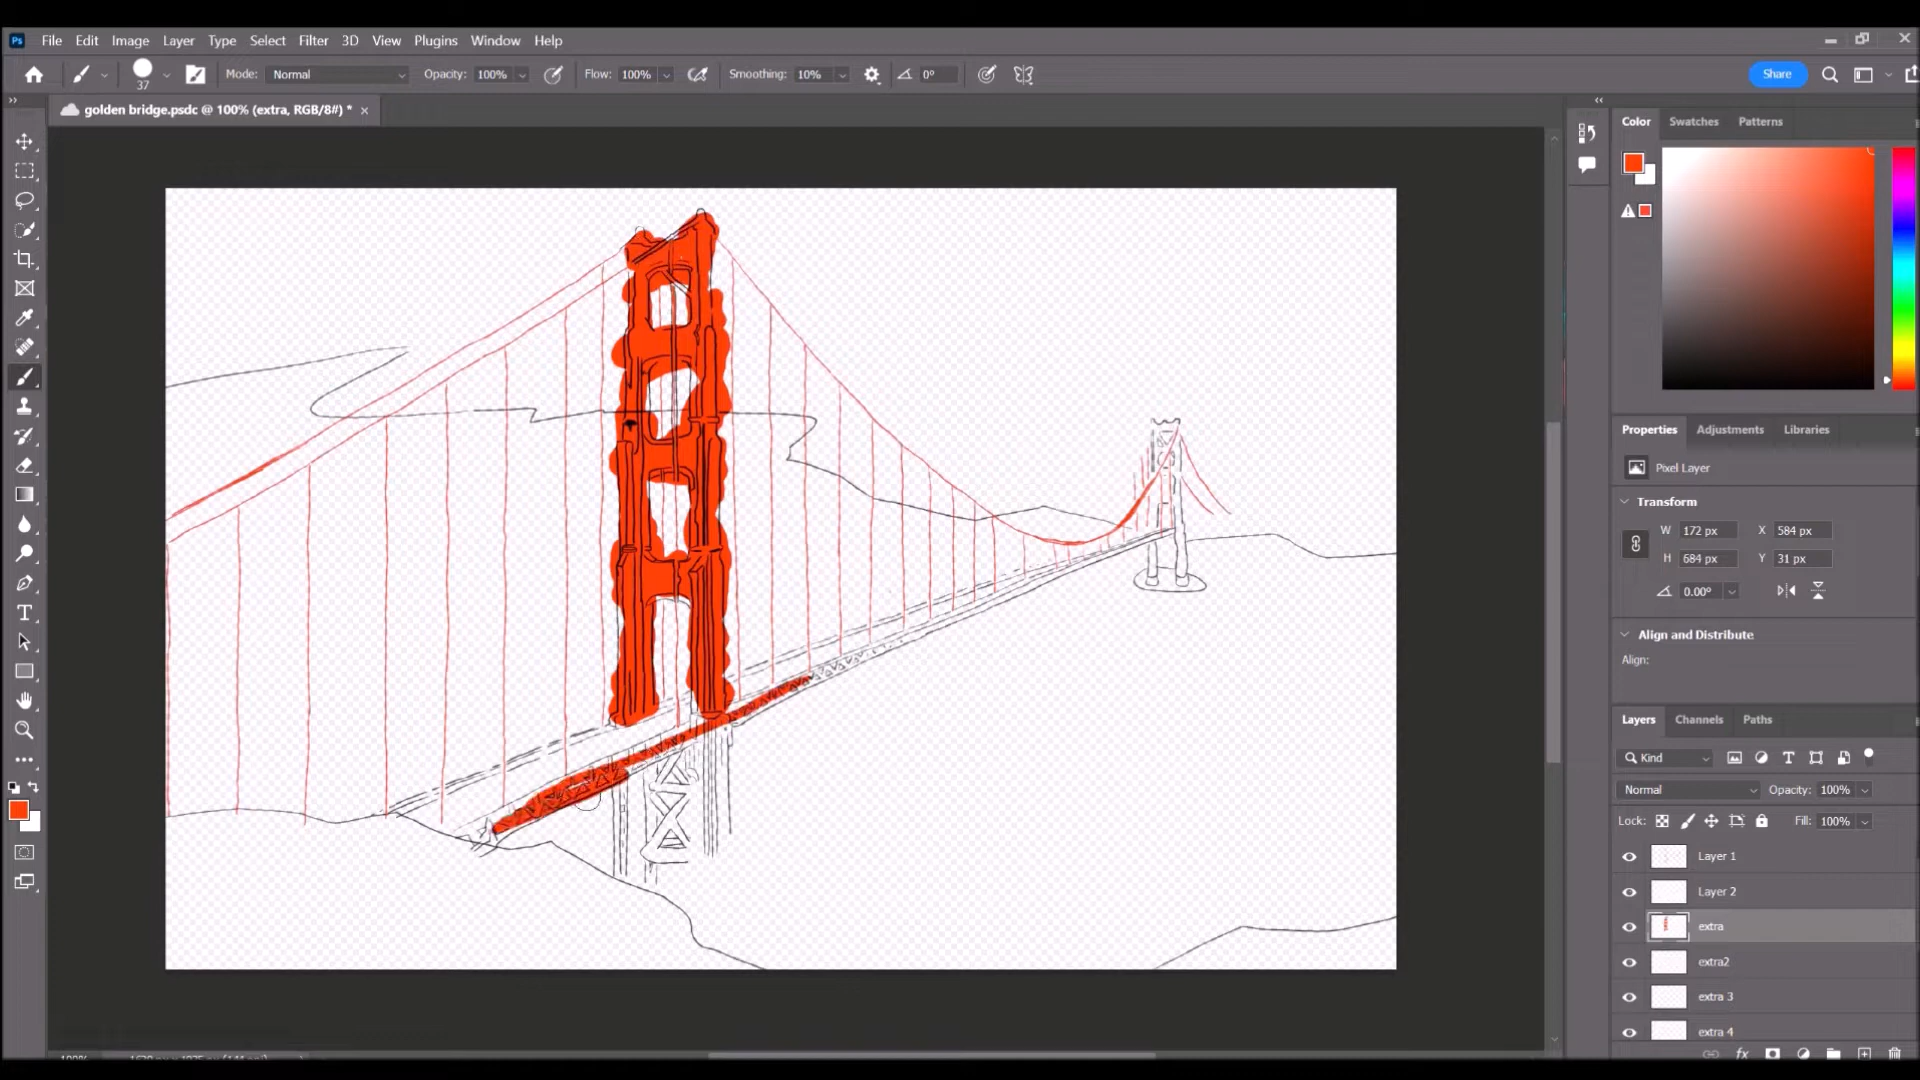 Ps File Edit Image Layer Type Select Filter 3D View Plugins Window Help
37 Mode: Normal Opacity: 100% Flow: 100% Smoothing: 10% 0° Share
golden bridge.psdc @ 100% (extra, RGB/8#) *
Color Swatches Patterns
Properties Adjustments Libraries
Pixel Layer
Transform
W 172 px X 584 px
H 684 px Y 31 px
0.00°
Align and Distribute
Align:
Layers Channels Paths
Kind
Normal Opacity: 100%
Lock: Fill: 100%
Layer 1
Layer 2
extra
extra2
extra 3
extra 4
fx